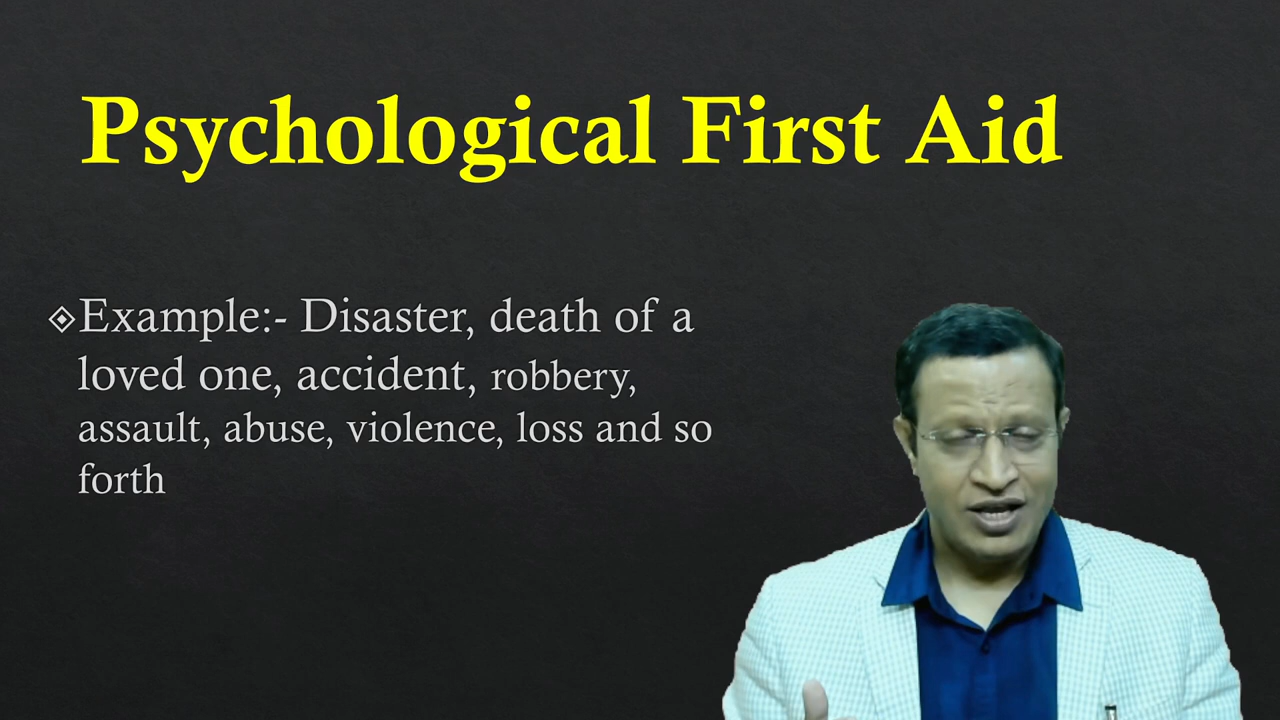 Psychological First Aid
Example:- Disaster, death of a
loved one, accident, robbery,
assault, abuse, violence, loss and so
forth